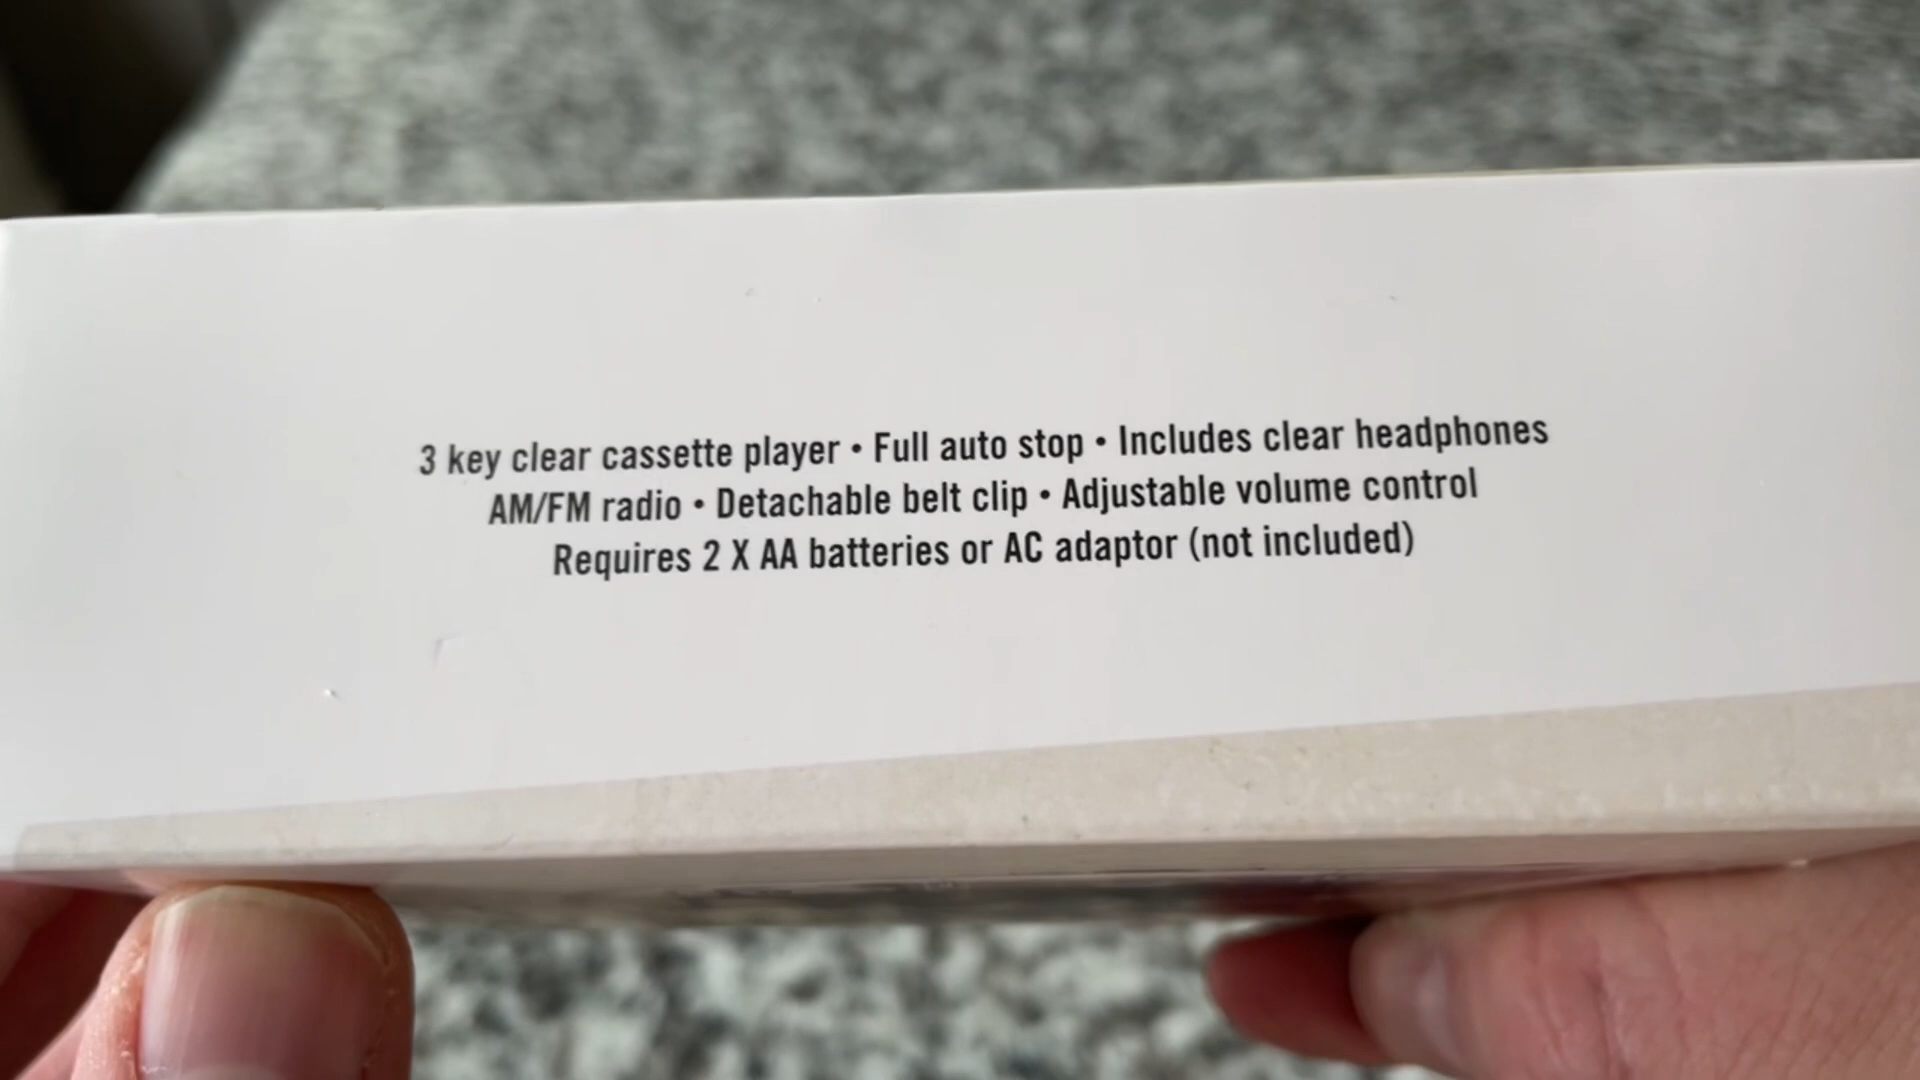 3 key clear cassette player • Full auto stop • Includes clear headphones
AM/FM radio • Detachable belt clip • Adjustable volume control
Requires 2 X AA batteries or AC adaptor (not included)